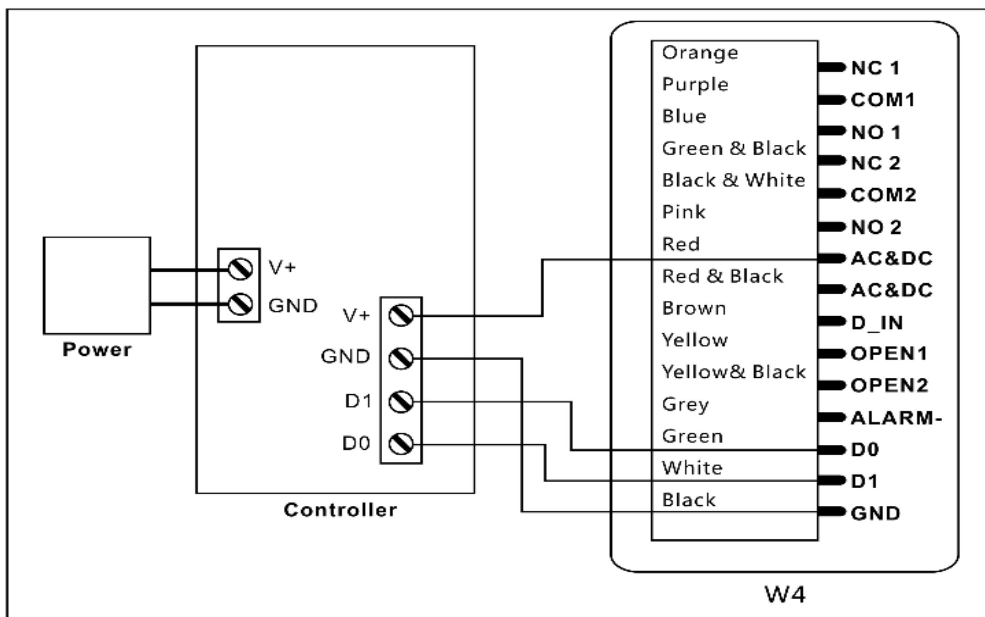 Power
V+
GND
V+
GND
D1
D0
Controller
Orange
Purple
Blue
Green & Black
Black & White
Pink
Red
Red & Black
Brown
Yellow
Yellow& Black
Grey
Green
White
Black
NC 1
COM1
NO 1
NC 2
COM2
NO 2
AC&DC
AC&DC
D_IN
OPEN1
OPEN2
ALARM-
D0
D1
GND
W4